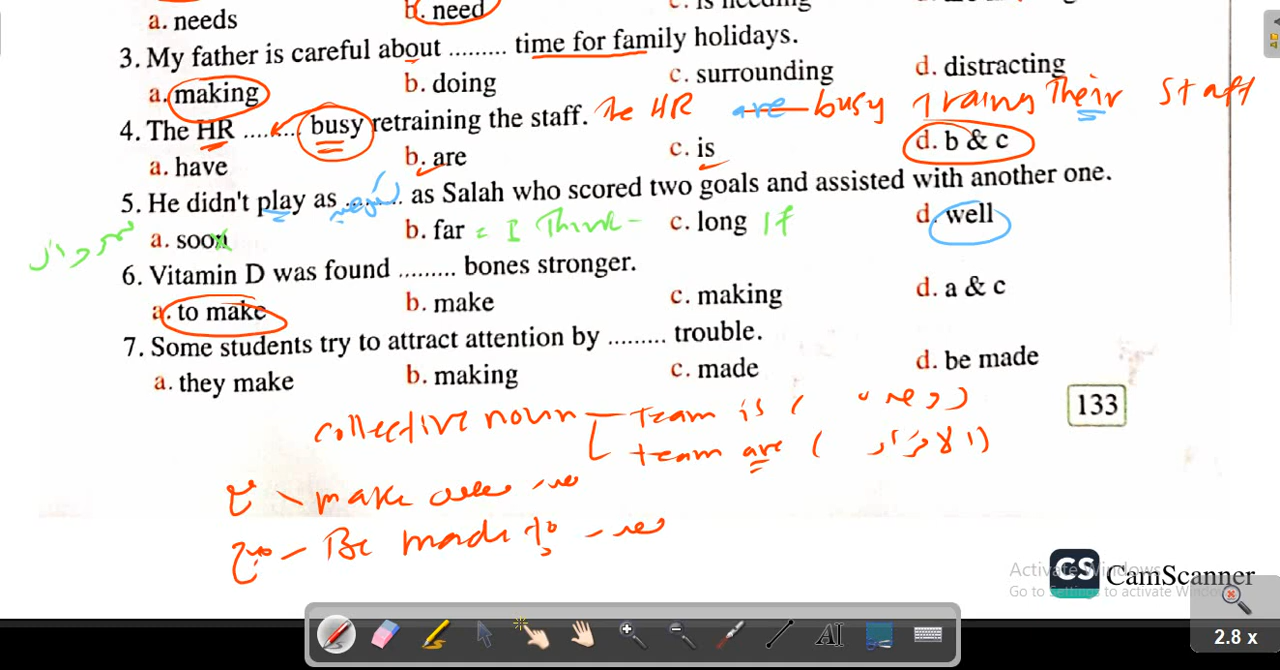 a. needs b. need
3. My father is careful about ......... time for family holidays.
a. making b. doing c. surrounding d. distracting
4. The HR ......... busy retraining the staff. The HR are busy Training Their staff
a. have b. are c. is d. b & c
5. He didn't play as ......... as Salah who scored two goals and assisted with another one.
a. soon b. far = I Think - c. long If d. well
6. Vitamin D was found ......... bones stronger.
a. to make b. make c. making d. a & c
7. Some students try to attract attention by ......... trouble.
a. they make b. making c. made d. be made
133
collective noun team is (
team are (
make
Be made to
Activate Windows
Go to Settings to activate Windows
CS CamScanner
AI
2.8 x